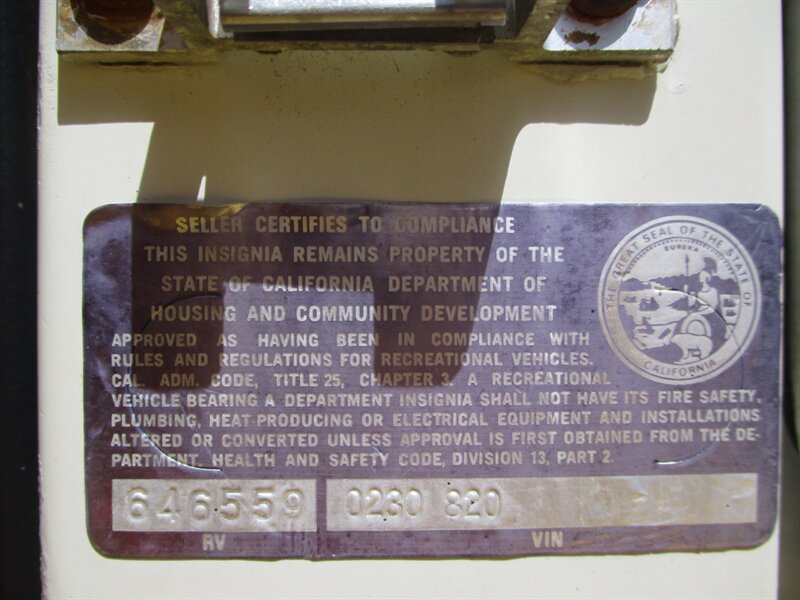 SELLER CERTIFIES TO COMPLIANCE
THIS INSIGNIA REMAINS PROPERTY OF THE
STATE OF CALIFORNIA DEPARTMENT OF
HOUSING AND COMMUNITY DEVELOPMENT
APPROVED AS HAVING BEEN IN COMPLIANCE WITH
RULES AND REGULATIONS FOR RECREATIONAL VEHICLES.
CAL. ADM. CODE, TITLE 25, CHAPTER 3. A RECREATIONAL
VEHICLE BEARING A DEPARTMENT INSIGNIA SHALL NOT HAVE ITS FIRE SAFETY,
PLUMBING, HEAT-PRODUCING OR ELECTRICAL EQUIPMENT AND INSTALLATIONS
ALTERED OR CONVERTED UNLESS APPROVAL IS FIRST OBTAINED FROM THE DE-
PARTMENT. HEALTH AND SAFETY CODE, DIVISION 13, PART 2.
THE GREAT SEAL OF THE STATE OF CALIFORNIA
EUREKA
646559 0230 820
RV VIN